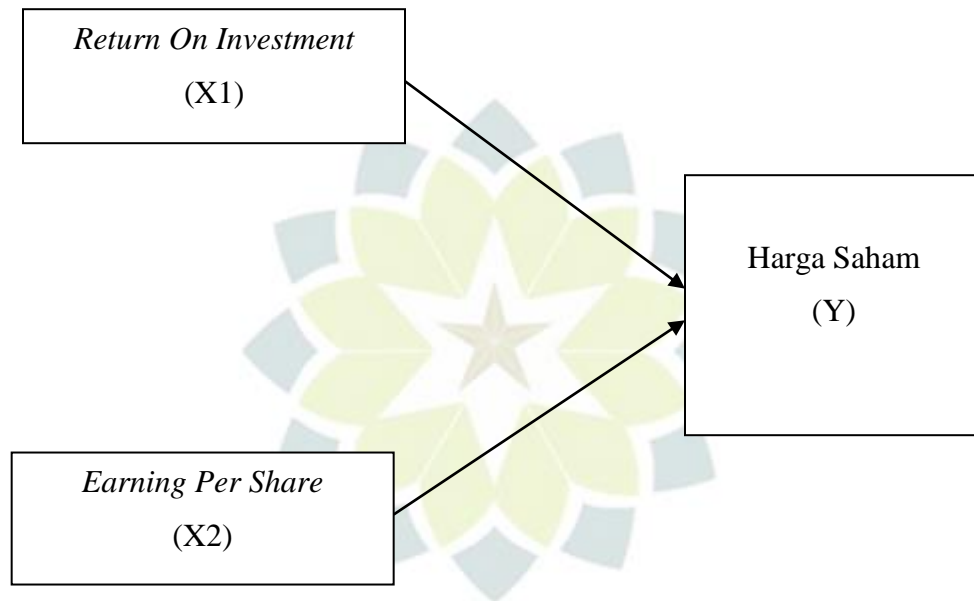 Return On Investment
(X1)
Harga Saham
(Y)
Earning Per Share
(X2)